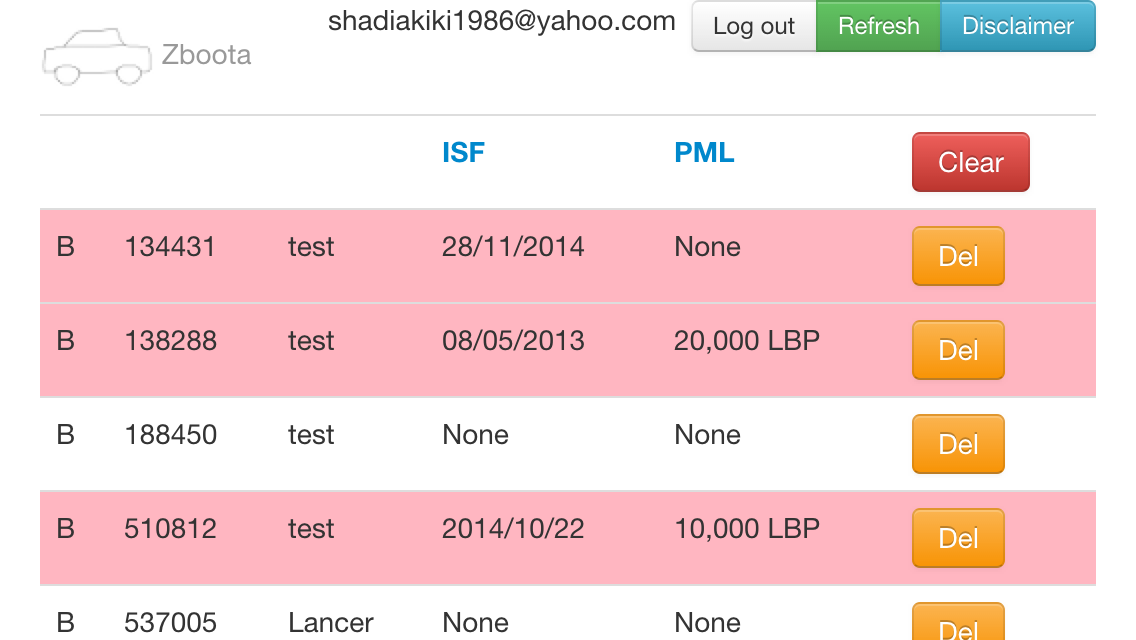 shadiakiki1986@yahoo.com Log out Refresh Disclaimer
Zboota
ISF PML Clear
B 134431 test 28/11/2014 None Del
B 138288 test 08/05/2013 20,000 LBP Del
B 188450 test None None Del
B 510812 test 2014/10/22 10,000 LBP Del
B 537005 Lancer None None Del